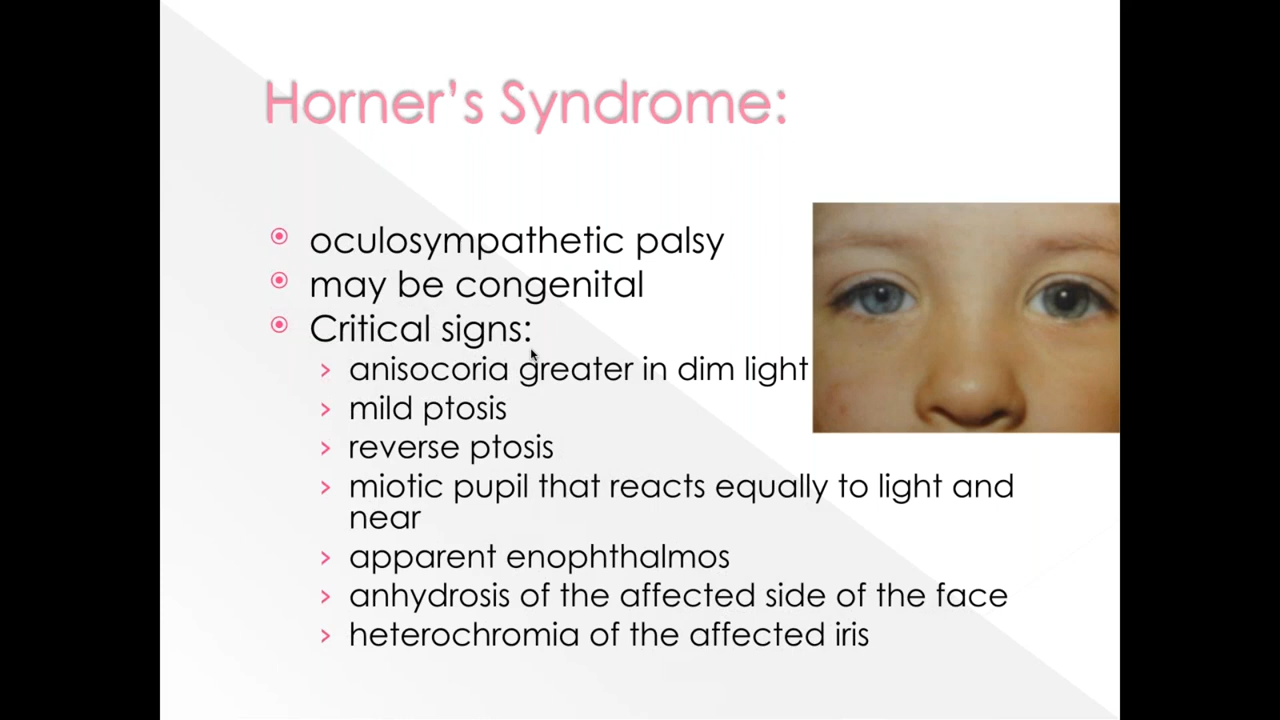 Horner's Syndrome:
oculosympathetic palsy
may be congenital
Critical signs:
anisocoria greater in dim light
mild ptosis
reverse ptosis
miotic pupil that reacts equally to light and
near
apparent enophthalmos
anhydrosis of the affected side of the face
heterochromia of the affected iris